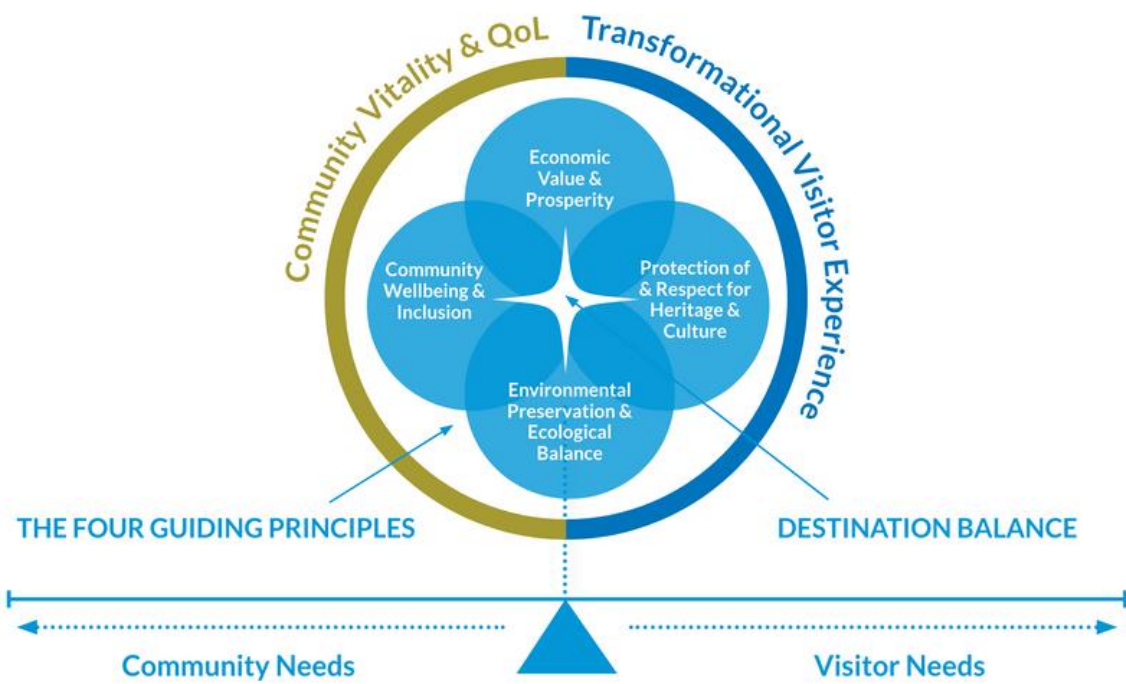 Community Vitality & QoL
Transformational Visitor Experience
Economic
Value &
Prosperity
Community
Wellbeing &
Inclusion
Protection of
& Respect for
Heritage &
Culture
Environmental
Preservation &
Ecological
Balance
THE FOUR GUIDING PRINCIPLES
DESTINATION BALANCE
Community Needs
Visitor Needs